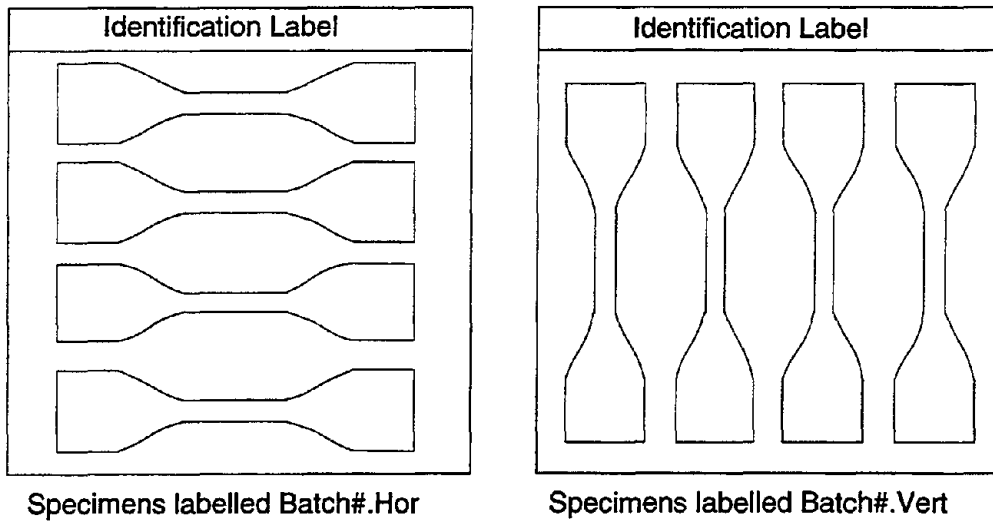 Identification Label
Identification Label
Specimens labelled Batch#.Hor
Specimens labelled Batch#.Vert